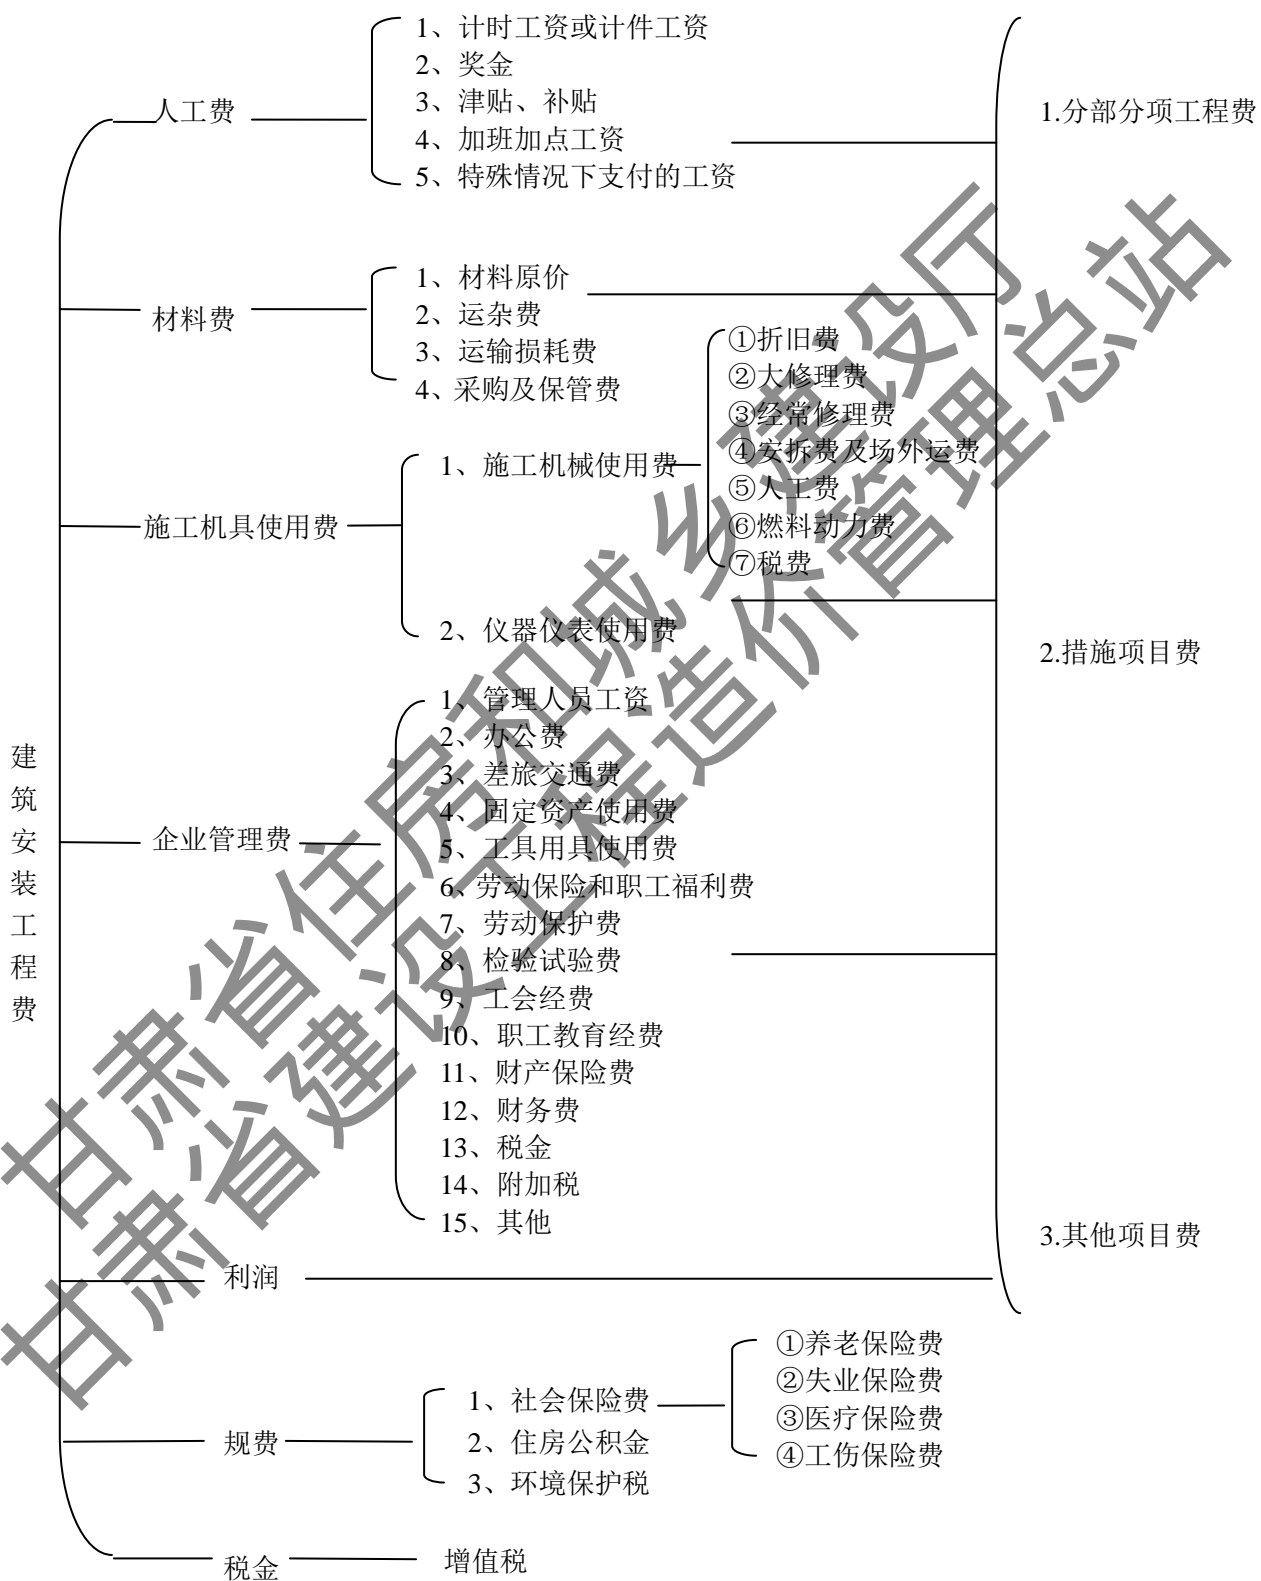 建筑安装工程费
人工费
1、计时工资或计件工资
2、奖金
3、津贴、补贴
4、加班加点工资
5、特殊情况下支付的工资
材料费
1、材料原价
2、运杂费
3、运输损耗费
4、采购及保管费
施工机具使用费
1、施工机械使用费
①折旧费
②大修理费
③经常修理费
④安拆费及场外运费
⑤人工费
⑥燃料动力费
⑦税费
2、仪器仪表使用费
企业管理费
1、管理人员工资
2、办公费
3、差旅交通费
4、固定资产使用费
5、工具用具使用费
6、劳动保险和职工福利费
7、劳动保护费
8、检验试验费
9、工会经费
10、职工教育经费
11、财产保险费
12、财务费
13、税金
14、附加税
15、其他
利润
规费
1、社会保险费
①养老保险费
②失业保险费
③医疗保险费
④工伤保险费
2、住房公积金
3、环境保护税
税金
增值税
1.分部分项工程费
2.措施项目费
3.其他项目费
甘肃省住房和城乡建设厅
甘肃省建设工程造价管理总站